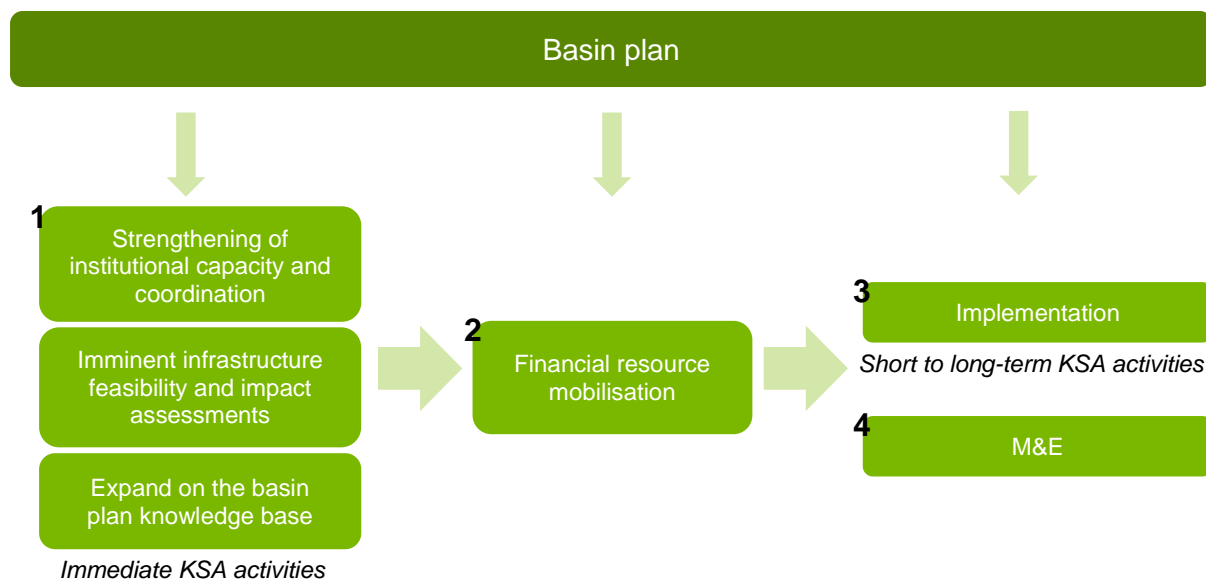 Basin plan
1
Strengthening of
institutional capacity and
coordination
Imminent infrastructure
feasibility and impact
assessments
Expand on the basin
plan knowledge base
Immediate KSA activities
2
Financial resource
mobilisation
3
Implementation
Short to long-term KSA activities
4
M&E